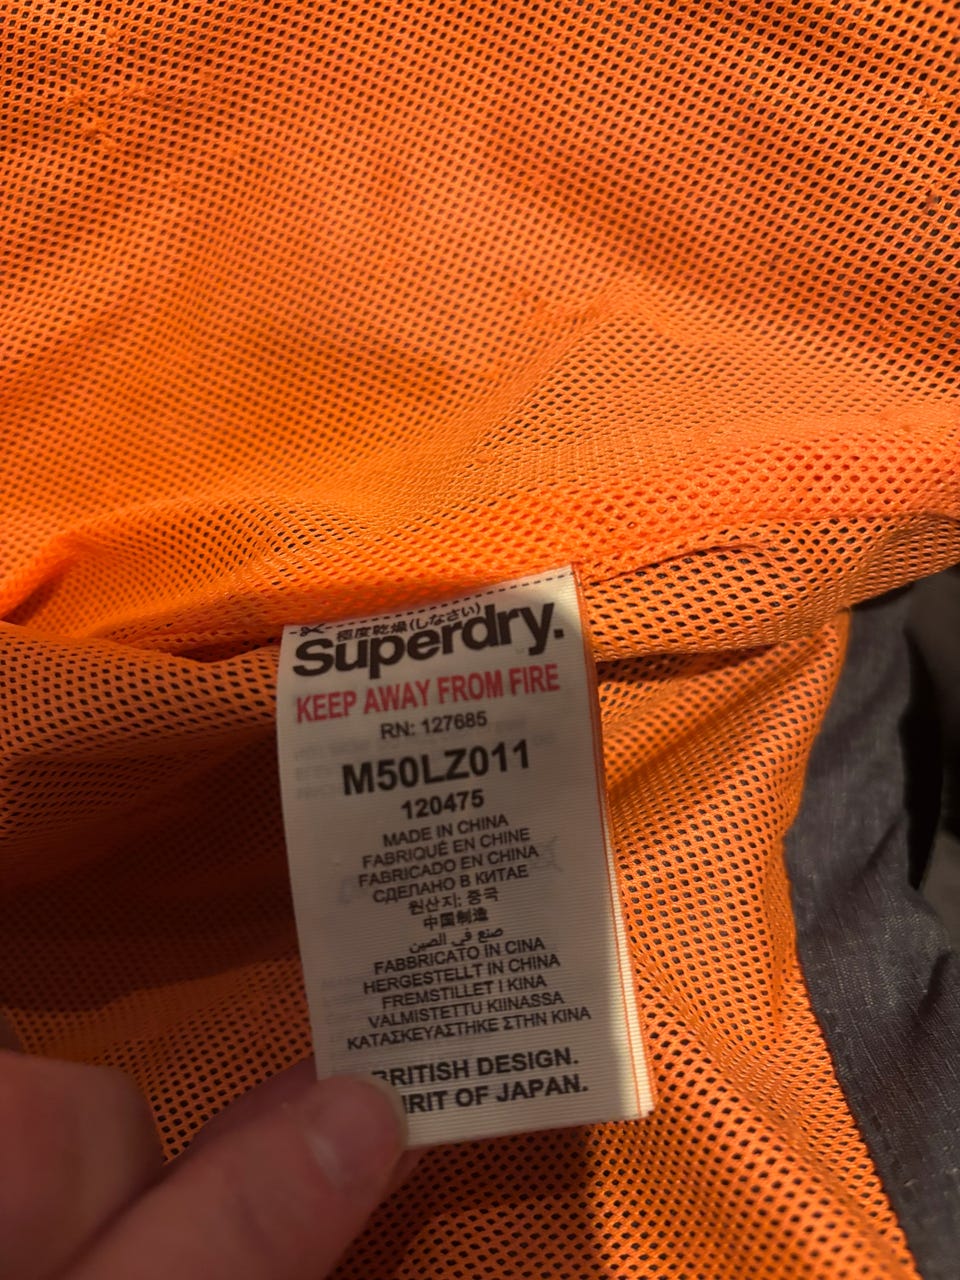 極度乾燥(しなさい)
Superdry.
KEEP AWAY FROM FIRE
RN: 127685
M50LZ011
120475
MADE IN CHINA
FABRIQUÉ EN CHINE
FABRICADO EN CHINA
СДЕЛАНО В КИТАЕ
원산지: 중국
中国制造
صنع في الصين
FABBRICATO IN CINA
HERGESTELLT IN CHINA
FREMSTILLET I KINA
VALMISTETTU KIINASSA
ΚΑΤΑΣΚΕΥΑΣΤΗΚΕ ΣΤΗΝ ΚΙΝΑ
BRITISH DESIGN.
OF JAPAN.